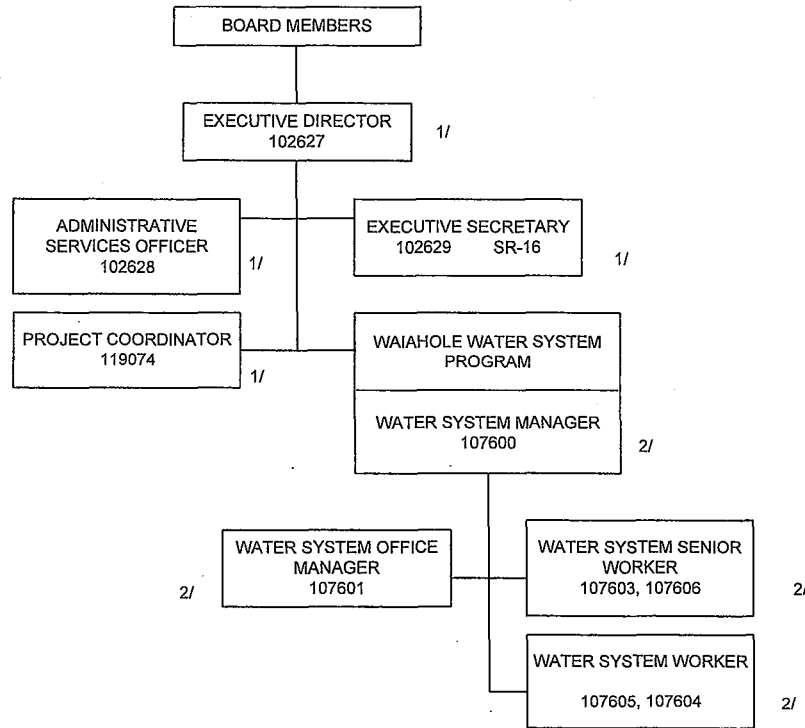 BOARD MEMBERS
EXECUTIVE DIRECTOR
102627
1/
ADMINISTRATIVE
SERVICES OFFICER
102628
1/
EXECUTIVE SECRETARY
102629 SR-16
1/
PROJECT COORDINATOR
119074
1/
WAIAHOLE WATER SYSTEM
PROGRAM
WATER SYSTEM MANAGER
107600
2/
WATER SYSTEM OFFICE
MANAGER
107601
2/
WATER SYSTEM SENIOR
WORKER
107603, 107606
2/
WATER SYSTEM WORKER
107605, 107604
2/